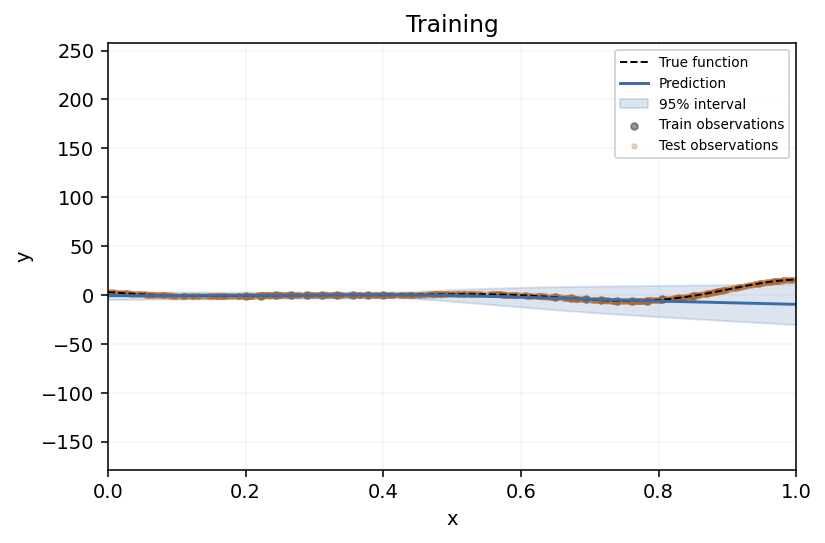 Training
250
200
150
100
50
0
−50
−100
−150
y
0.0 0.2 0.4 0.6 0.8 1.0
x
True function
Prediction
95% interval
Train observations
Test observations